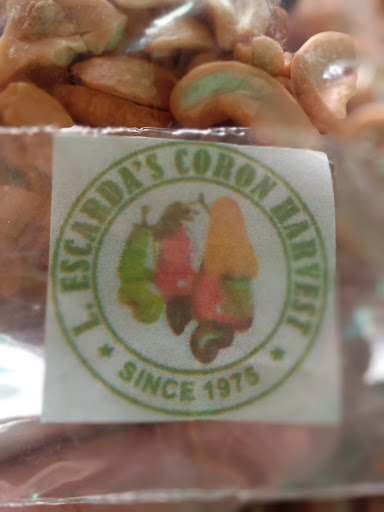 L. ESCARDA'S CORON HARVEST
SINCE 1975